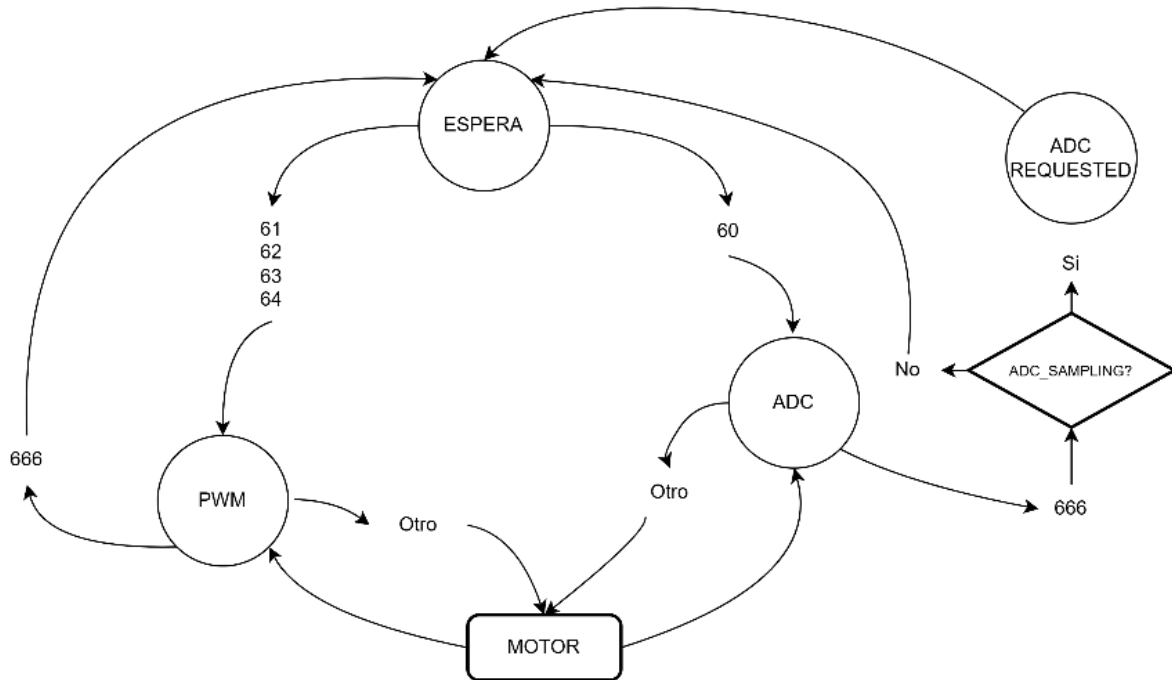 ESPERA
ADC
REQUESTED
61
62
63
64
60
Si
ADC_SAMPLING?
No
ADC
666
PWM
Otro
Otro
666
MOTOR